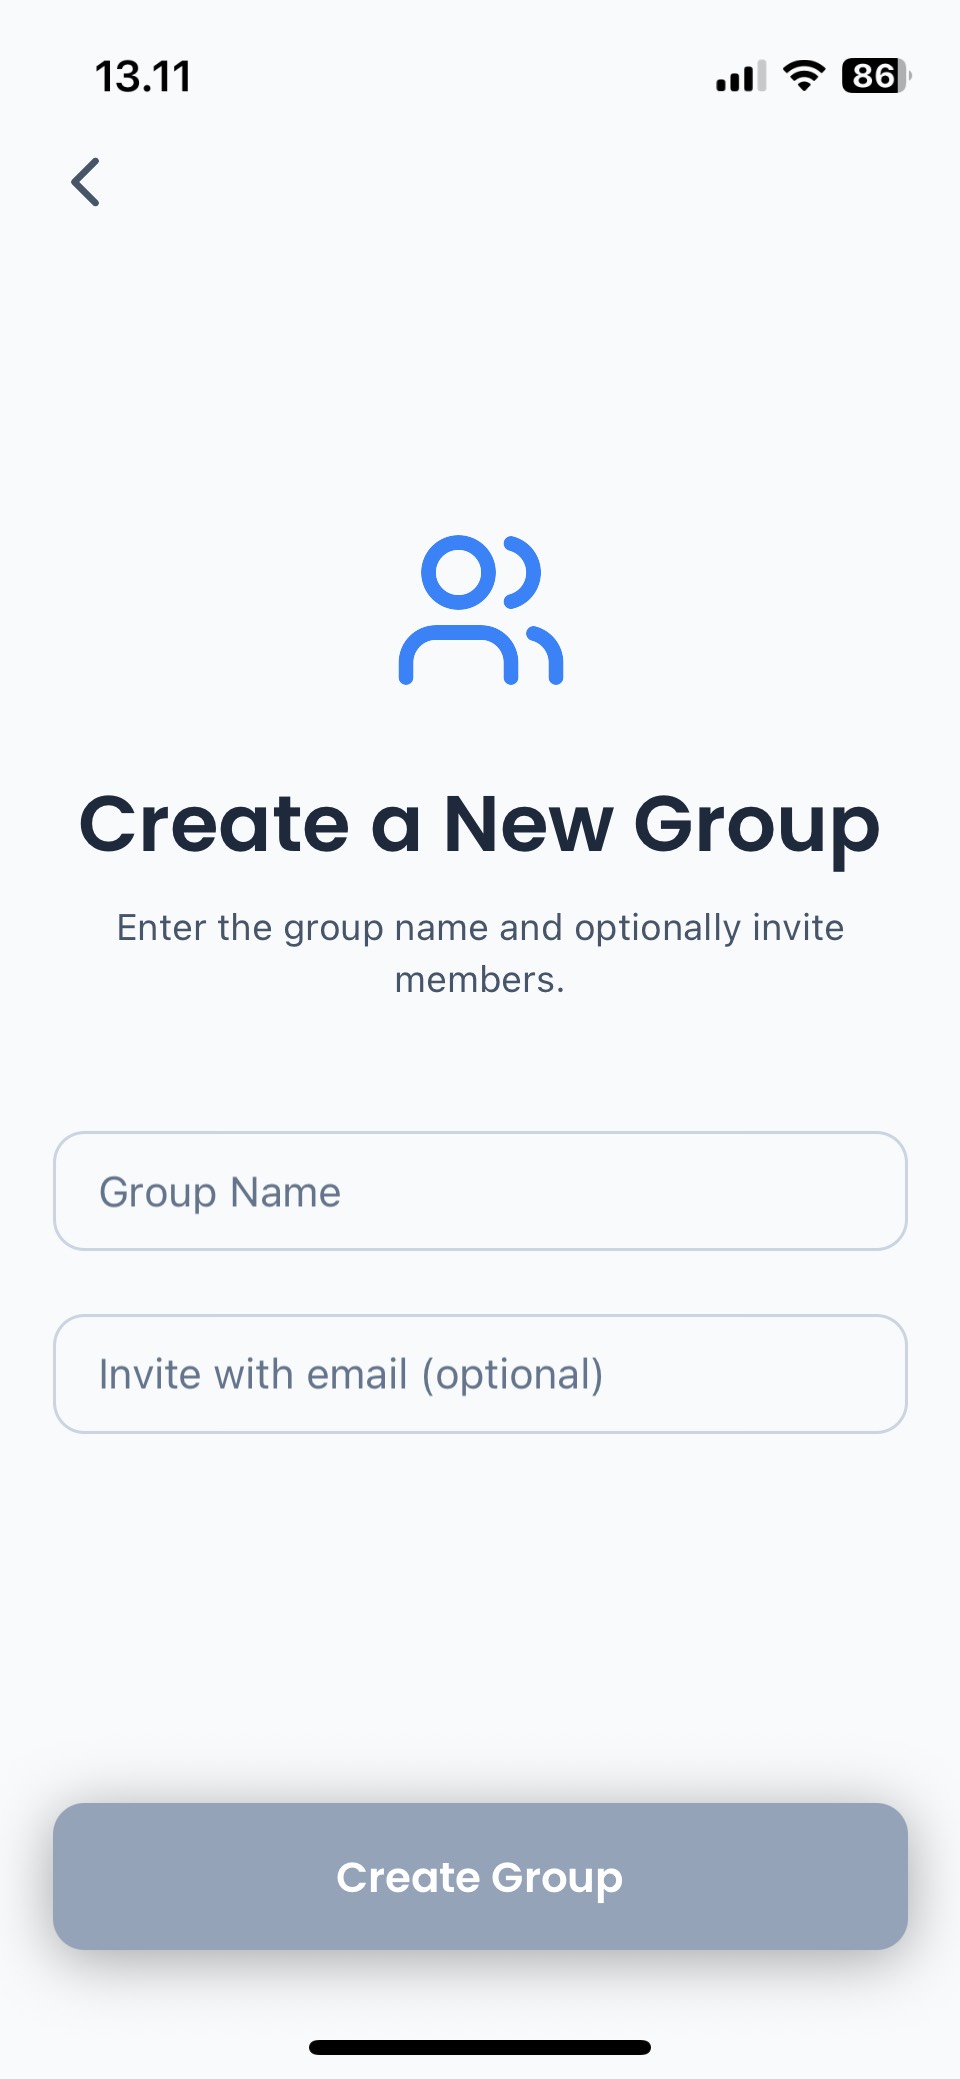 13.11
86
Create a New Group
Enter the group name and optionally invite
members.
Group Name
Invite with email (optional)
Create Group